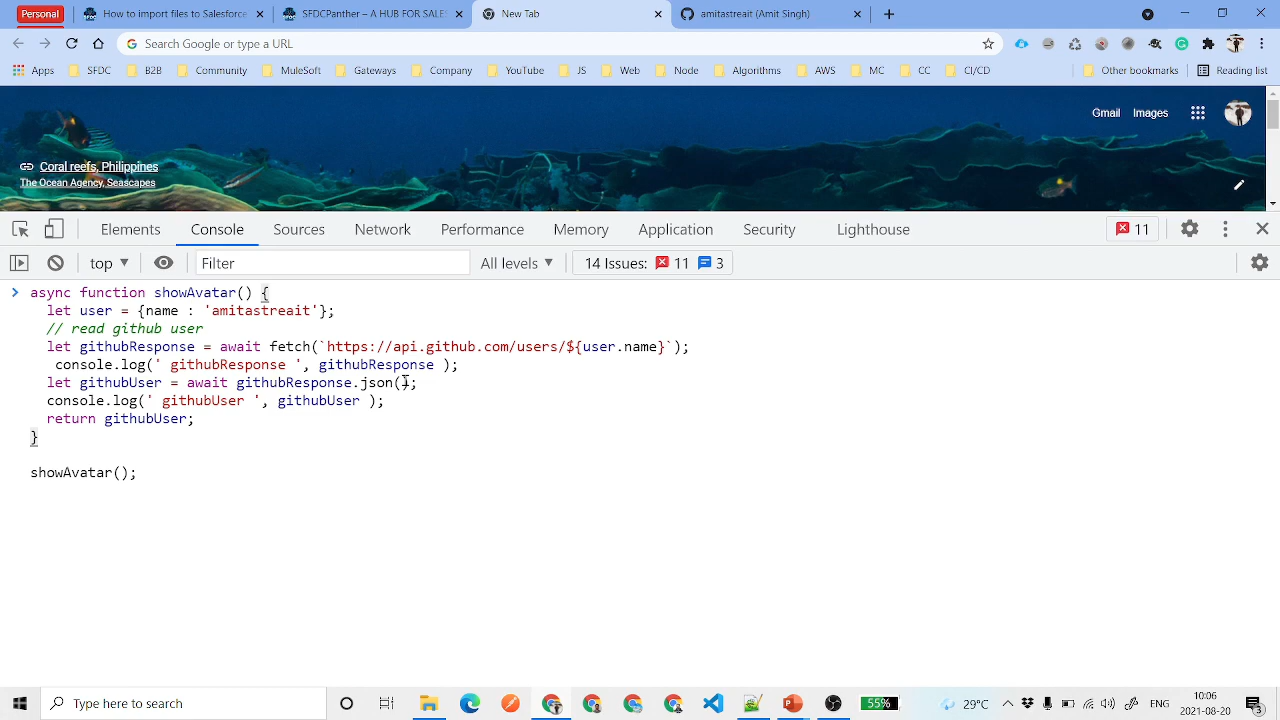 Personal
How to import files to Salesforce
SFDCPanther – A HUB FOR SALES
New Tab
amitastreait (Amit Singh)
Search Google or type a URL
Apps
SFDC
B2B
Community
MuleSoft
Gateways
Company
YouTube
JS
Web
Node
Algorithms
AWS
MC
CC
CI/CD
Other bookmarks
Reading list
Gmail
Images
Coral reefs, Philippines
The Ocean Agency, Seascapes
Elements
Console
Sources
Network
Performance
Memory
Application
Security
Lighthouse
11
top
Filter
All levels
14 Issues:
11
3
async function showAvatar() {
let user = {name : 'amitastreait'};
// read github user
let githubResponse = await fetch(`https://api.github.com/users/${user.name}`);
console.log(' githubResponse ', githubResponse );
let githubUser = await githubResponse.json();
console.log(' githubUser ', githubUser );
return githubUser;
}
showAvatar();
Type here to search
55%
29°C
ENG
10:06
2021-08-20
3